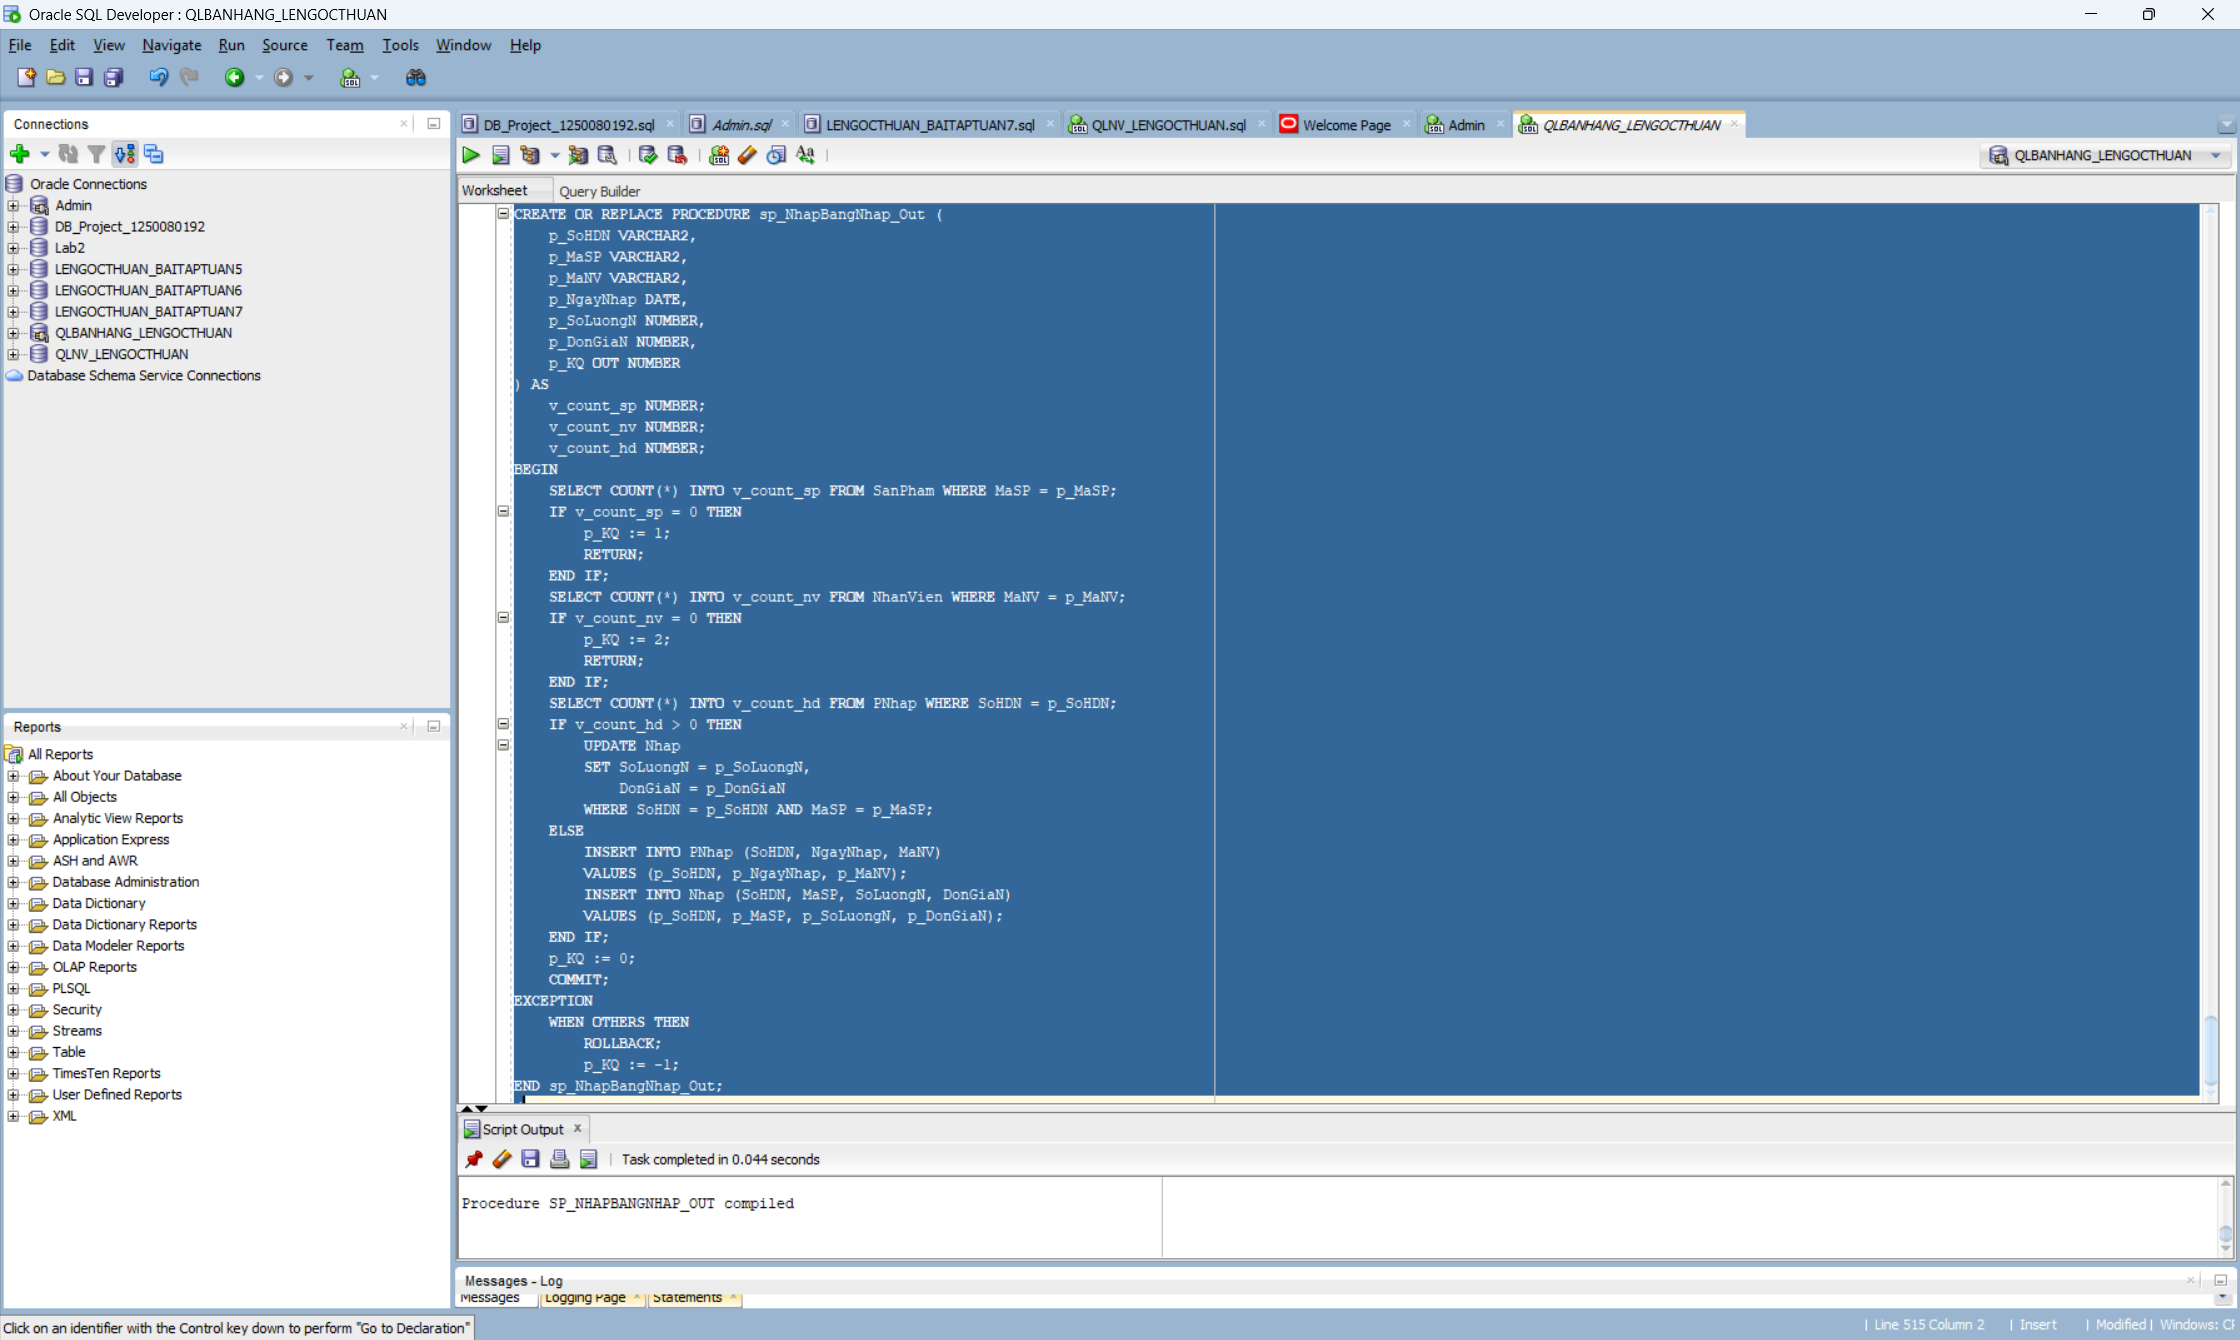 Oracle SQL Developer : QLBANHANG_LENGOCTHUAN
File Edit View Navigate Run Source Team Tools Window Help
Connections
Oracle Connections
Admin
DB_Project_1250080192
Lab2
LENGOCTHUAN_BAITAPTUAN5
LENGOCTHUAN_BAITAPTUAN6
LENGOCTHUAN_BAITAPTUAN7
QLBANHANG_LENGOCTHUAN
QLNV_LENGOCTHUAN
Database Schema Service Connections
Reports
All Reports
About Your Database
All Objects
Analytic View Reports
Application Express
ASH and AWR
Database Administration
Data Dictionary
Data Dictionary Reports
Data Modeler Reports
OLAP Reports
PLSQL
Security
Streams
Table
TimesTen Reports
User Defined Reports
XML
DB_Project_1250080192.sql Admin.sql LENGOCTHUAN_BAITAPTUAN7.sql QLNV_LENGOCTHUAN.sql Welcome Page Admin QLBANHANG_LENGOCTHUAN
QLBANHANG_LENGOCTHUAN
Worksheet Query Builder
CREATE OR REPLACE PROCEDURE sp_NhapBangNhap_Out (
p_SoHDN VARCHAR2,
p_MaSP VARCHAR2,
p_MaNV VARCHAR2,
p_NgayNhap DATE,
p_SoLuongN NUMBER,
p_DonGiaN NUMBER,
p_KQ OUT NUMBER
) AS
v_count_sp NUMBER;
v_count_nv NUMBER;
v_count_hd NUMBER;
BEGIN
SELECT COUNT(*) INTO v_count_sp FROM SanPham WHERE MaSP = p_MaSP;
IF v_count_sp = 0 THEN
p_KQ := 1;
RETURN;
END IF;
SELECT COUNT(*) INTO v_count_nv FROM NhanVien WHERE MaNV = p_MaNV;
IF v_count_nv = 0 THEN
p_KQ := 2;
RETURN;
END IF;
SELECT COUNT(*) INTO v_count_hd FROM PNhap WHERE SoHDN = p_SoHDN;
IF v_count_hd > 0 THEN
UPDATE Nhap
SET SoLuongN = p_SoLuongN,
DonGiaN = p_DonGiaN
WHERE SoHDN = p_SoHDN AND MaSP = p_MaSP;
ELSE
INSERT INTO PNhap (SoHDN, NgayNhap, MaNV)
VALUES (p_SoHDN, p_NgayNhap, p_MaNV);
INSERT INTO Nhap (SoHDN, MaSP, SoLuongN, DonGiaN)
VALUES (p_SoHDN, p_MaSP, p_SoLuongN, p_DonGiaN);
END IF;
p_KQ := 0;
COMMIT;
EXCEPTION
WHEN OTHERS THEN
ROLLBACK;
p_KQ := -1;
END sp_NhapBangNhap_Out;
Script Output
Task completed in 0.044 seconds
Procedure SP_NHAPBANGNHAP_OUT compiled
Messages - Log
Messages Logging Page Statements
Click on an identifier with the Control key down to perform "Go to Declaration"
Line 515 Column 2 | Insert | Modified | Windows: